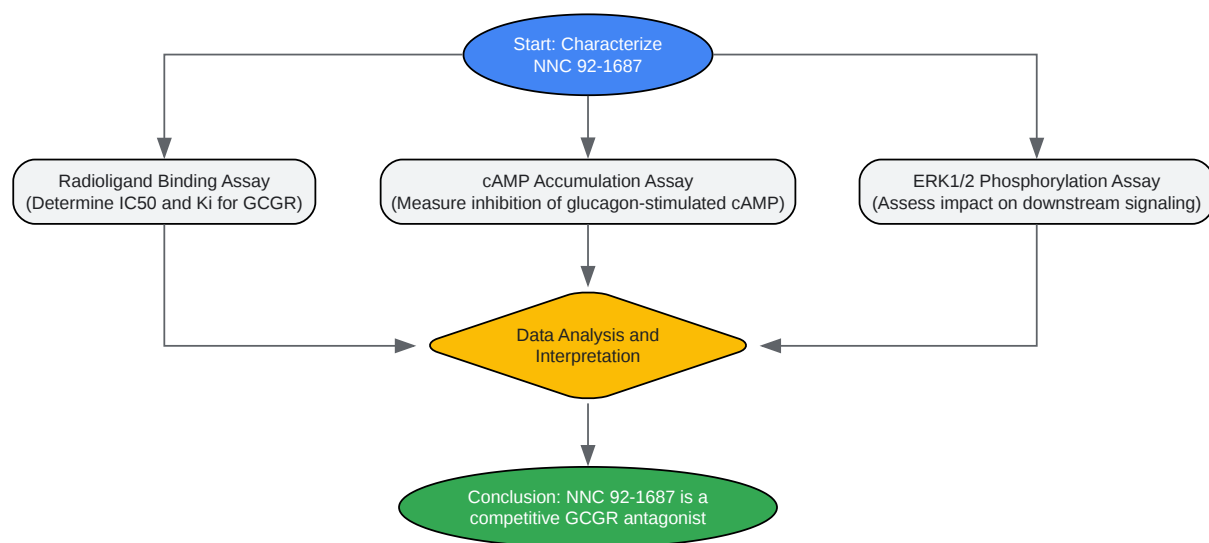 Start: Characterize
NNC 92-1687
Radioligand Binding Assay
(Determine IC50 and Ki for GCGR)
cAMP Accumulation Assay
(Measure inhibition of glucagon-stimulated cAMP)
ERK1/2 Phosphorylation Assay
(Assess impact on downstream signaling)
Data Analysis and
Interpretation
Conclusion: NNC 92-1687 is a
competitive GCGR antagonist